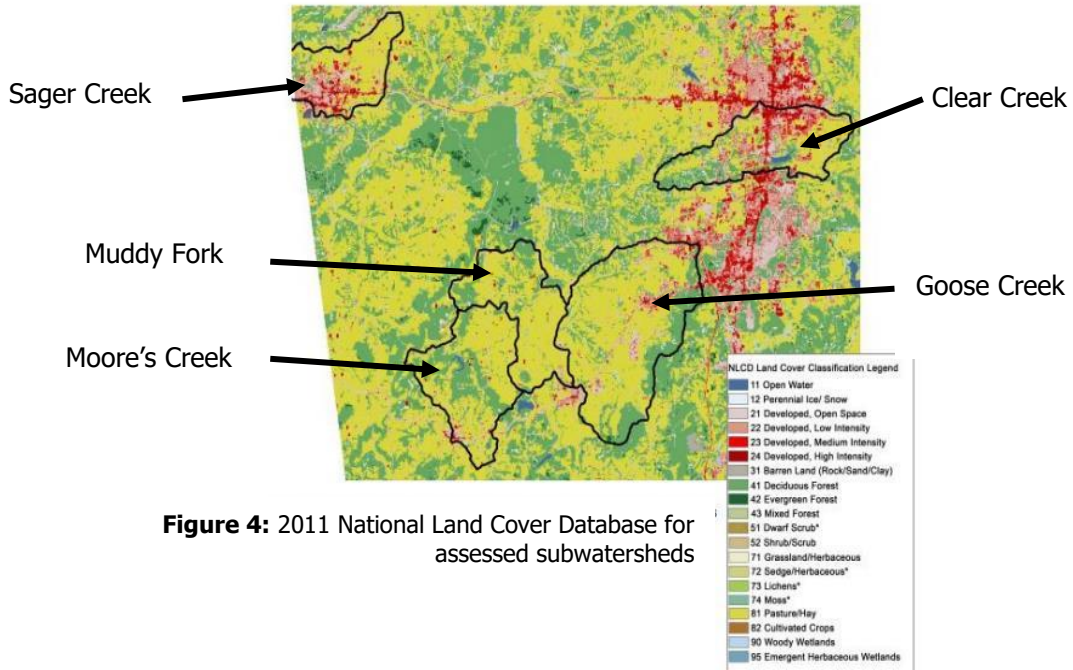 Sager Creek
Clear Creek
Muddy Fork
Goose Creek
Moore's Creek
NLCD Land Cover Classification Legend
11 Open Water
12 Perennial Ice/ Snow
21 Developed, Open Space
22 Developed, Low Intensity
23 Developed, Medium Intensity
24 Developed, High Intensity
31 Barren Land (Rock/Sand/Clay)
41 Deciduous Forest
42 Evergreen Forest
43 Mixed Forest
51 Dwarf Scrub*
52 Shrub/Scrub
71 Grassland/Herbaceous
72 Sedge/Herbaceous*
73 Lichens*
74 Moss*
81 Pasture/Hay
82 Cultivated Crops
90 Woody Wetlands
95 Emergent Herbaceous Wetlands
Figure 4: 2011 National Land Cover Database for
assessed subwatersheds